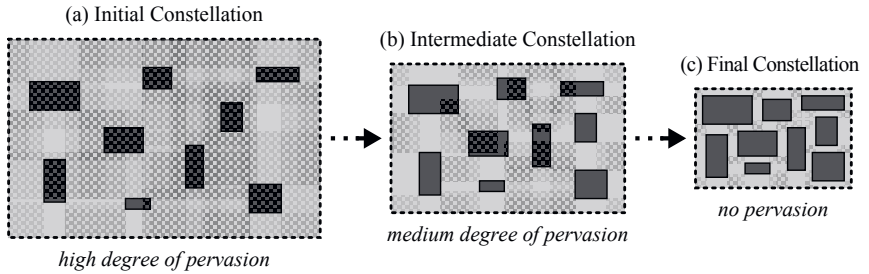 (a) Initial Constellation
(b) Intermediate Constellation
(c) Final Constellation
high degree of pervasion
medium degree of pervasion
no pervasion